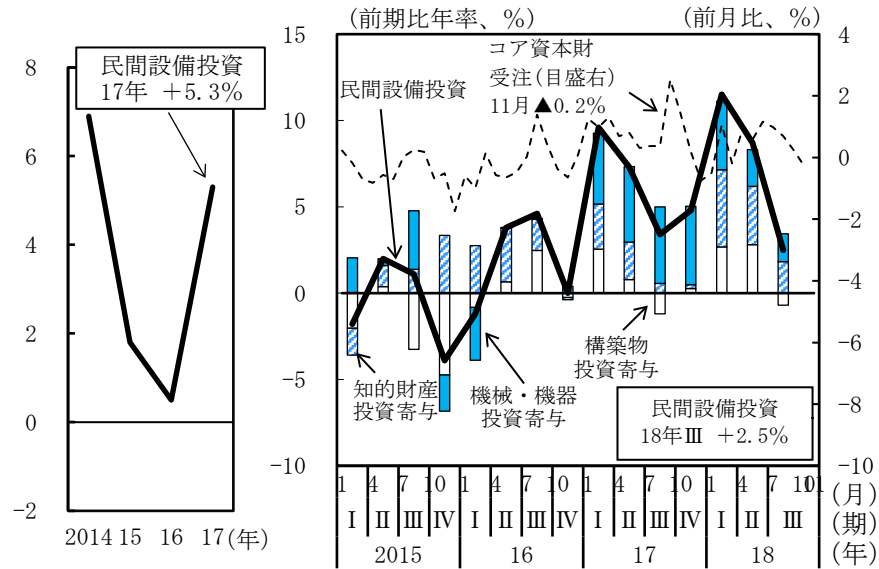 (前期比年率、%)
(前月比、%)
民間設備投資
17年 +5.3%
8
6
4
2
0
-2
2014 15 16 17 (年)
15
10
5
0
-5
-10
4
2
0
-2
-4
-6
-8
-10
コア資本財
受注(目盛右)
11月▲0.2%
民間設備投資
知的財産
投資寄与
機械・機器
投資寄与
構築物
投資寄与
民間設備投資
18年Ⅲ +2.5%
1 4 7 10 1 4 7 10 1 4 7 10 1 4 7 10 11 (月)
Ⅰ Ⅱ Ⅲ Ⅳ Ⅰ Ⅱ Ⅲ Ⅳ Ⅰ Ⅱ Ⅲ Ⅳ Ⅰ Ⅱ Ⅲ (期)
2015 16 17 18 (年)